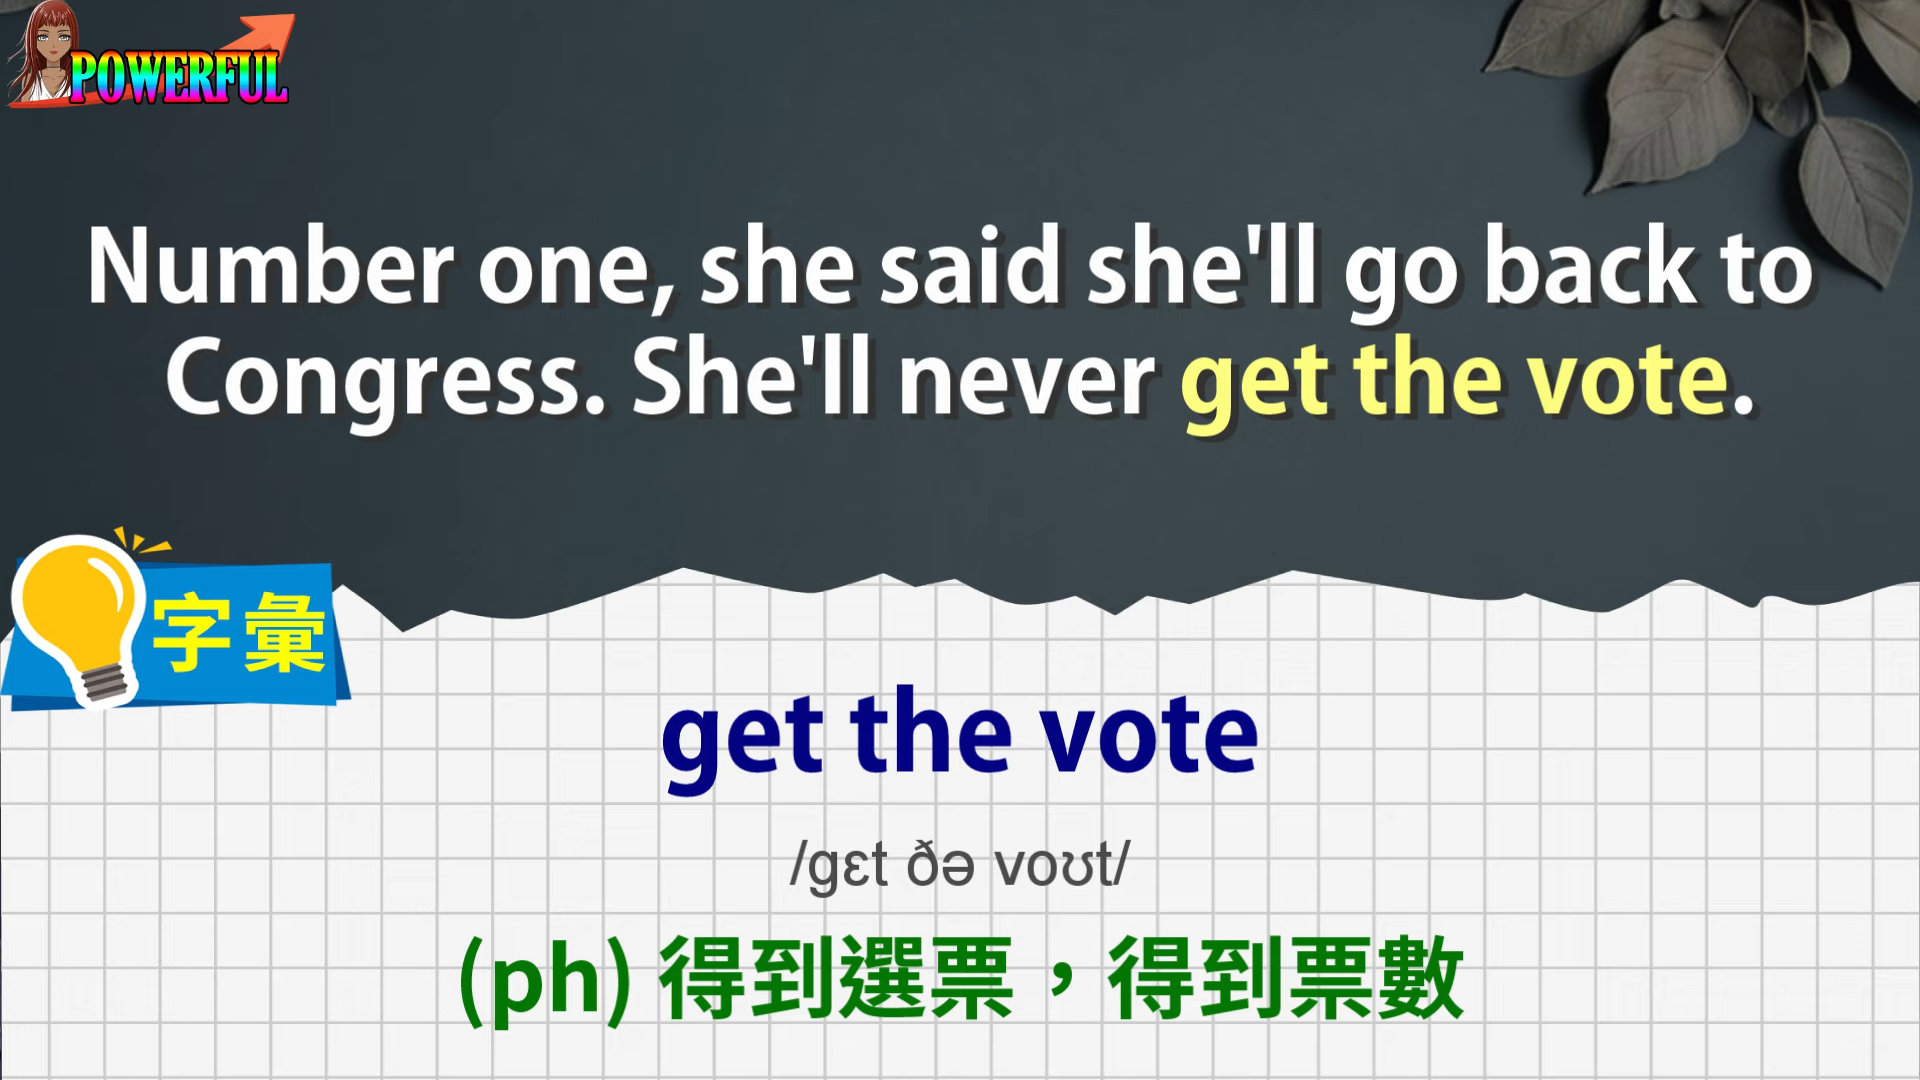 POWERFUL
Number one, she said she'll go back to
Congress. She'll never get the vote.
字彙
get the vote
/ɡɛt ðə voʊt/
(ph) 得到選票，得到票數